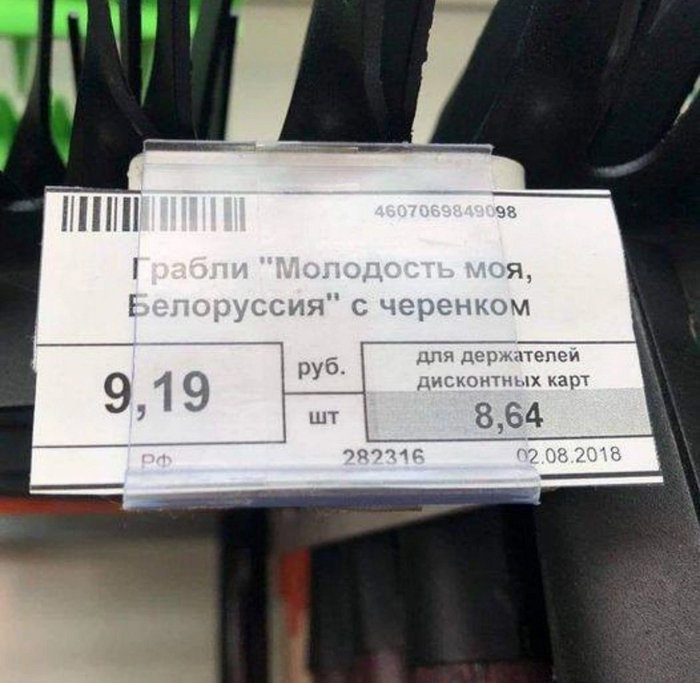 4607069849098
Грабли "Молодость моя,
Белоруссия" с черенком
9,19
руб.
шт
для держателей
дисконтных карт
8,64
РФ
282316
02.08.2018